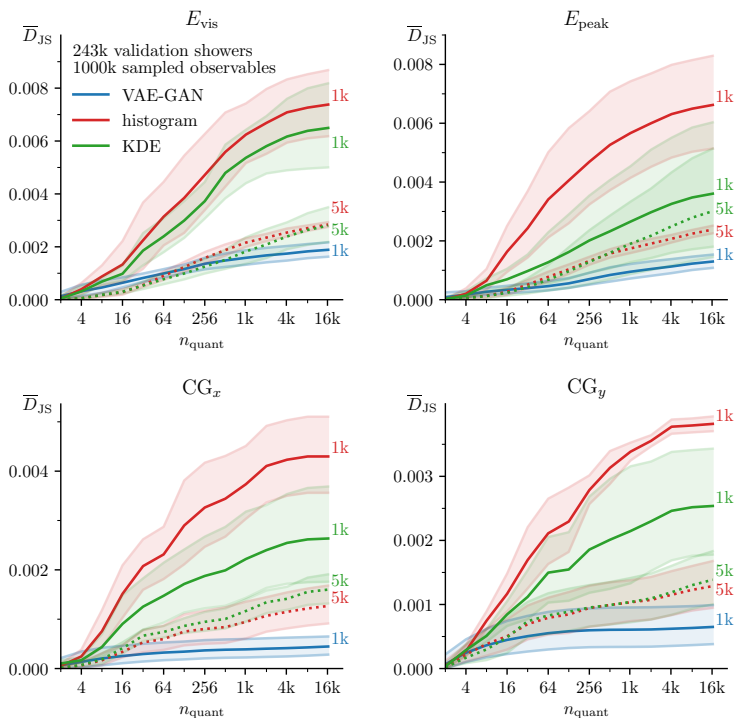 E_vis
D̅_JS
243k validation showers
1000k sampled observables
VAE-GAN
histogram
KDE
0.008
0.006
0.004
0.002
0.000
1k
1k
5k
5k
1k
4 16 64 256 1k 4k 16k
n_quant
E_peak
D̅_JS
0.008
0.006
0.004
0.002
0.000
1k
1k
5k
5k
1k
4 16 64 256 1k 4k 16k
n_quant
CG_x
D̅_JS
0.004
0.002
0.000
1k
1k
5k
5k
1k
4 16 64 256 1k 4k 16k
n_quant
CG_y
D̅_JS
0.003
0.002
0.001
0.000
1k
1k
5k
5k
1k
4 16 64 256 1k 4k 16k
n_quant